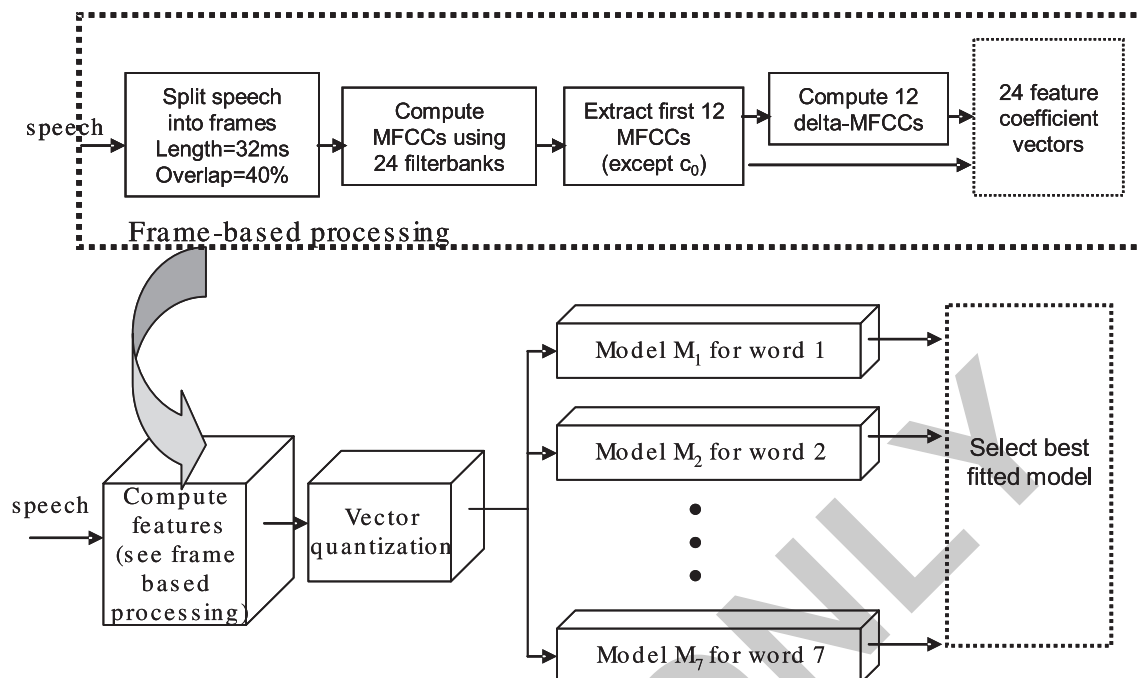 speech
Split speech
into frames
Length=32ms
Overlap=40%
Compute
MFCCs using
24 filterbanks
Extract first 12
MFCCs
(except c₀)
Compute 12
delta-MFCCs
24 feature
coefficient
vectors
Frame-based processing
speech
Compute
features
(see frame
based
processing)
Vector
quantization
Model M₁ for word 1
Model M₂ for word 2
Model M₇ for word 7
Select best
fitted model
ONLY